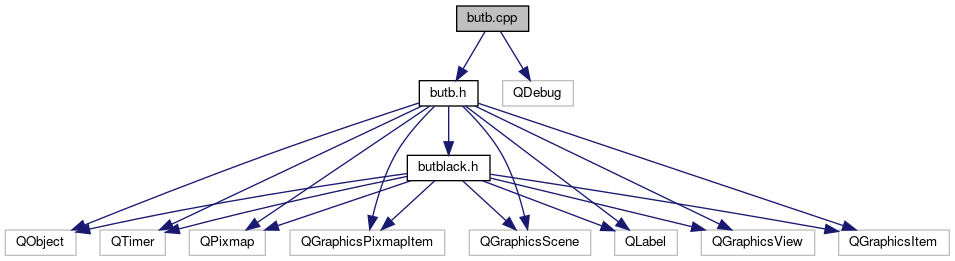 butb.cpp
butb.h
QDebug
butblack.h
QObject
QTimer
QPixmap
QGraphicsPixmapItem
QGraphicsScene
QLabel
QGraphicsView
QGraphicsItem